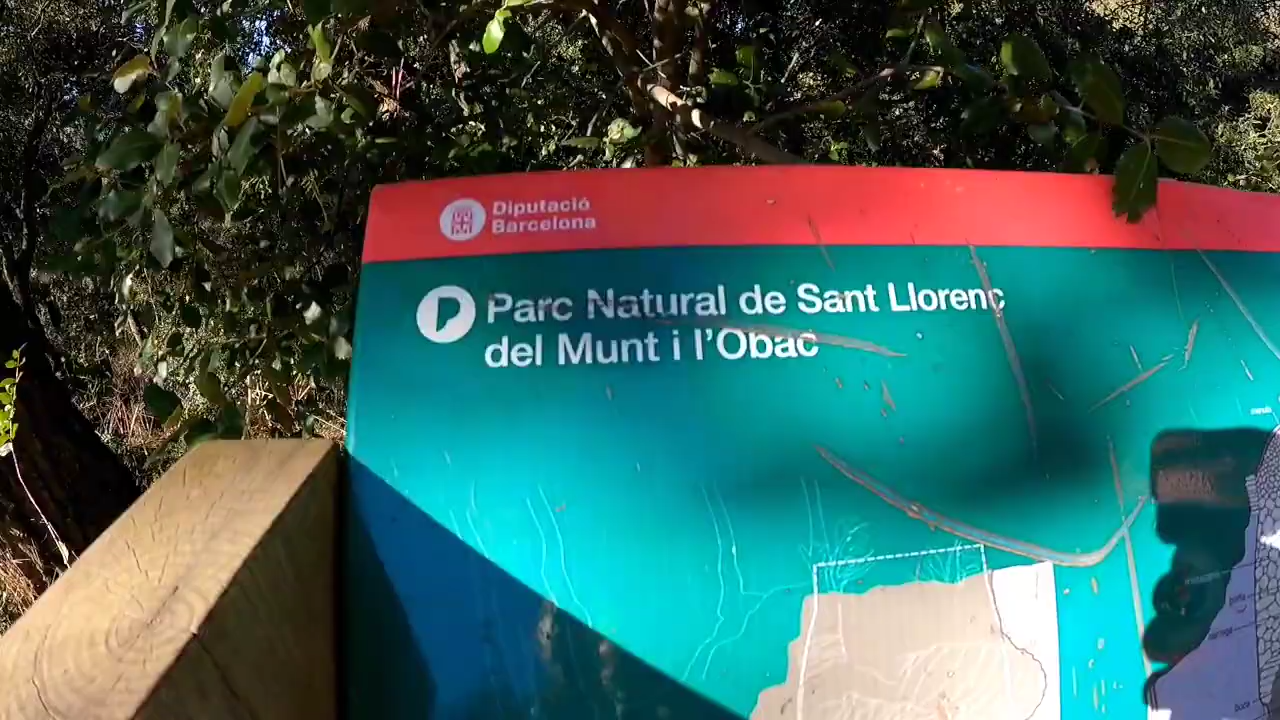 Diputació
Barcelona
Parc Natural de Sant Llorenç
del Munt i l'Obac